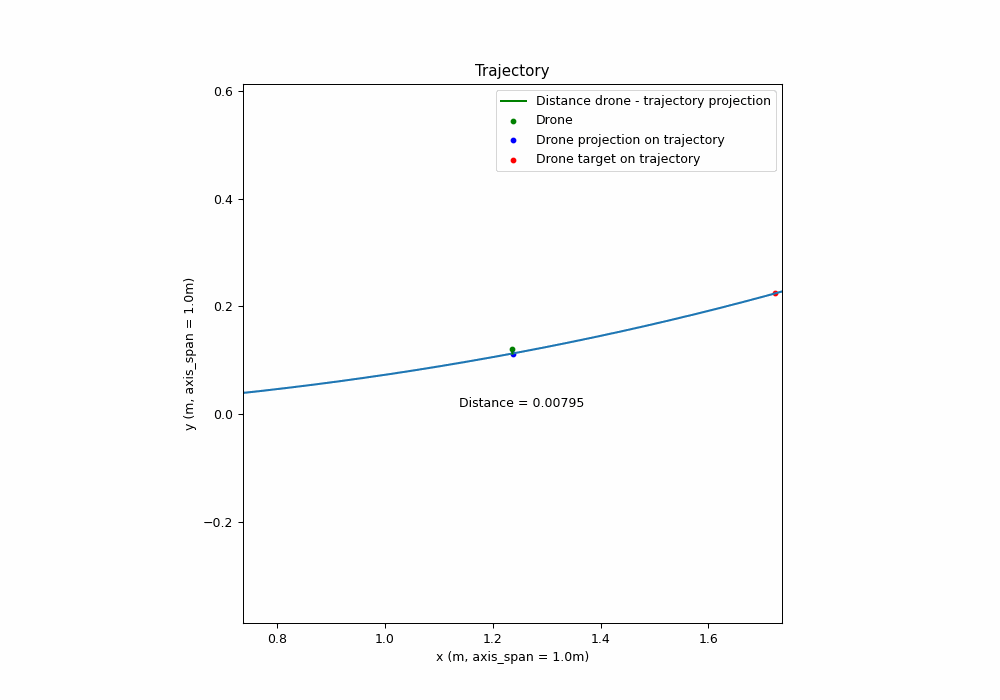 Trajectory
Distance drone - trajectory projection
Drone
Drone projection on trajectory
Drone target on trajectory
0.6
0.4
0.2
0.0
−0.2
y (m, axis_span = 1.0m)
Distance = 0.00795
0.8 1.0 1.2 1.4 1.6
x (m, axis_span = 1.0m)